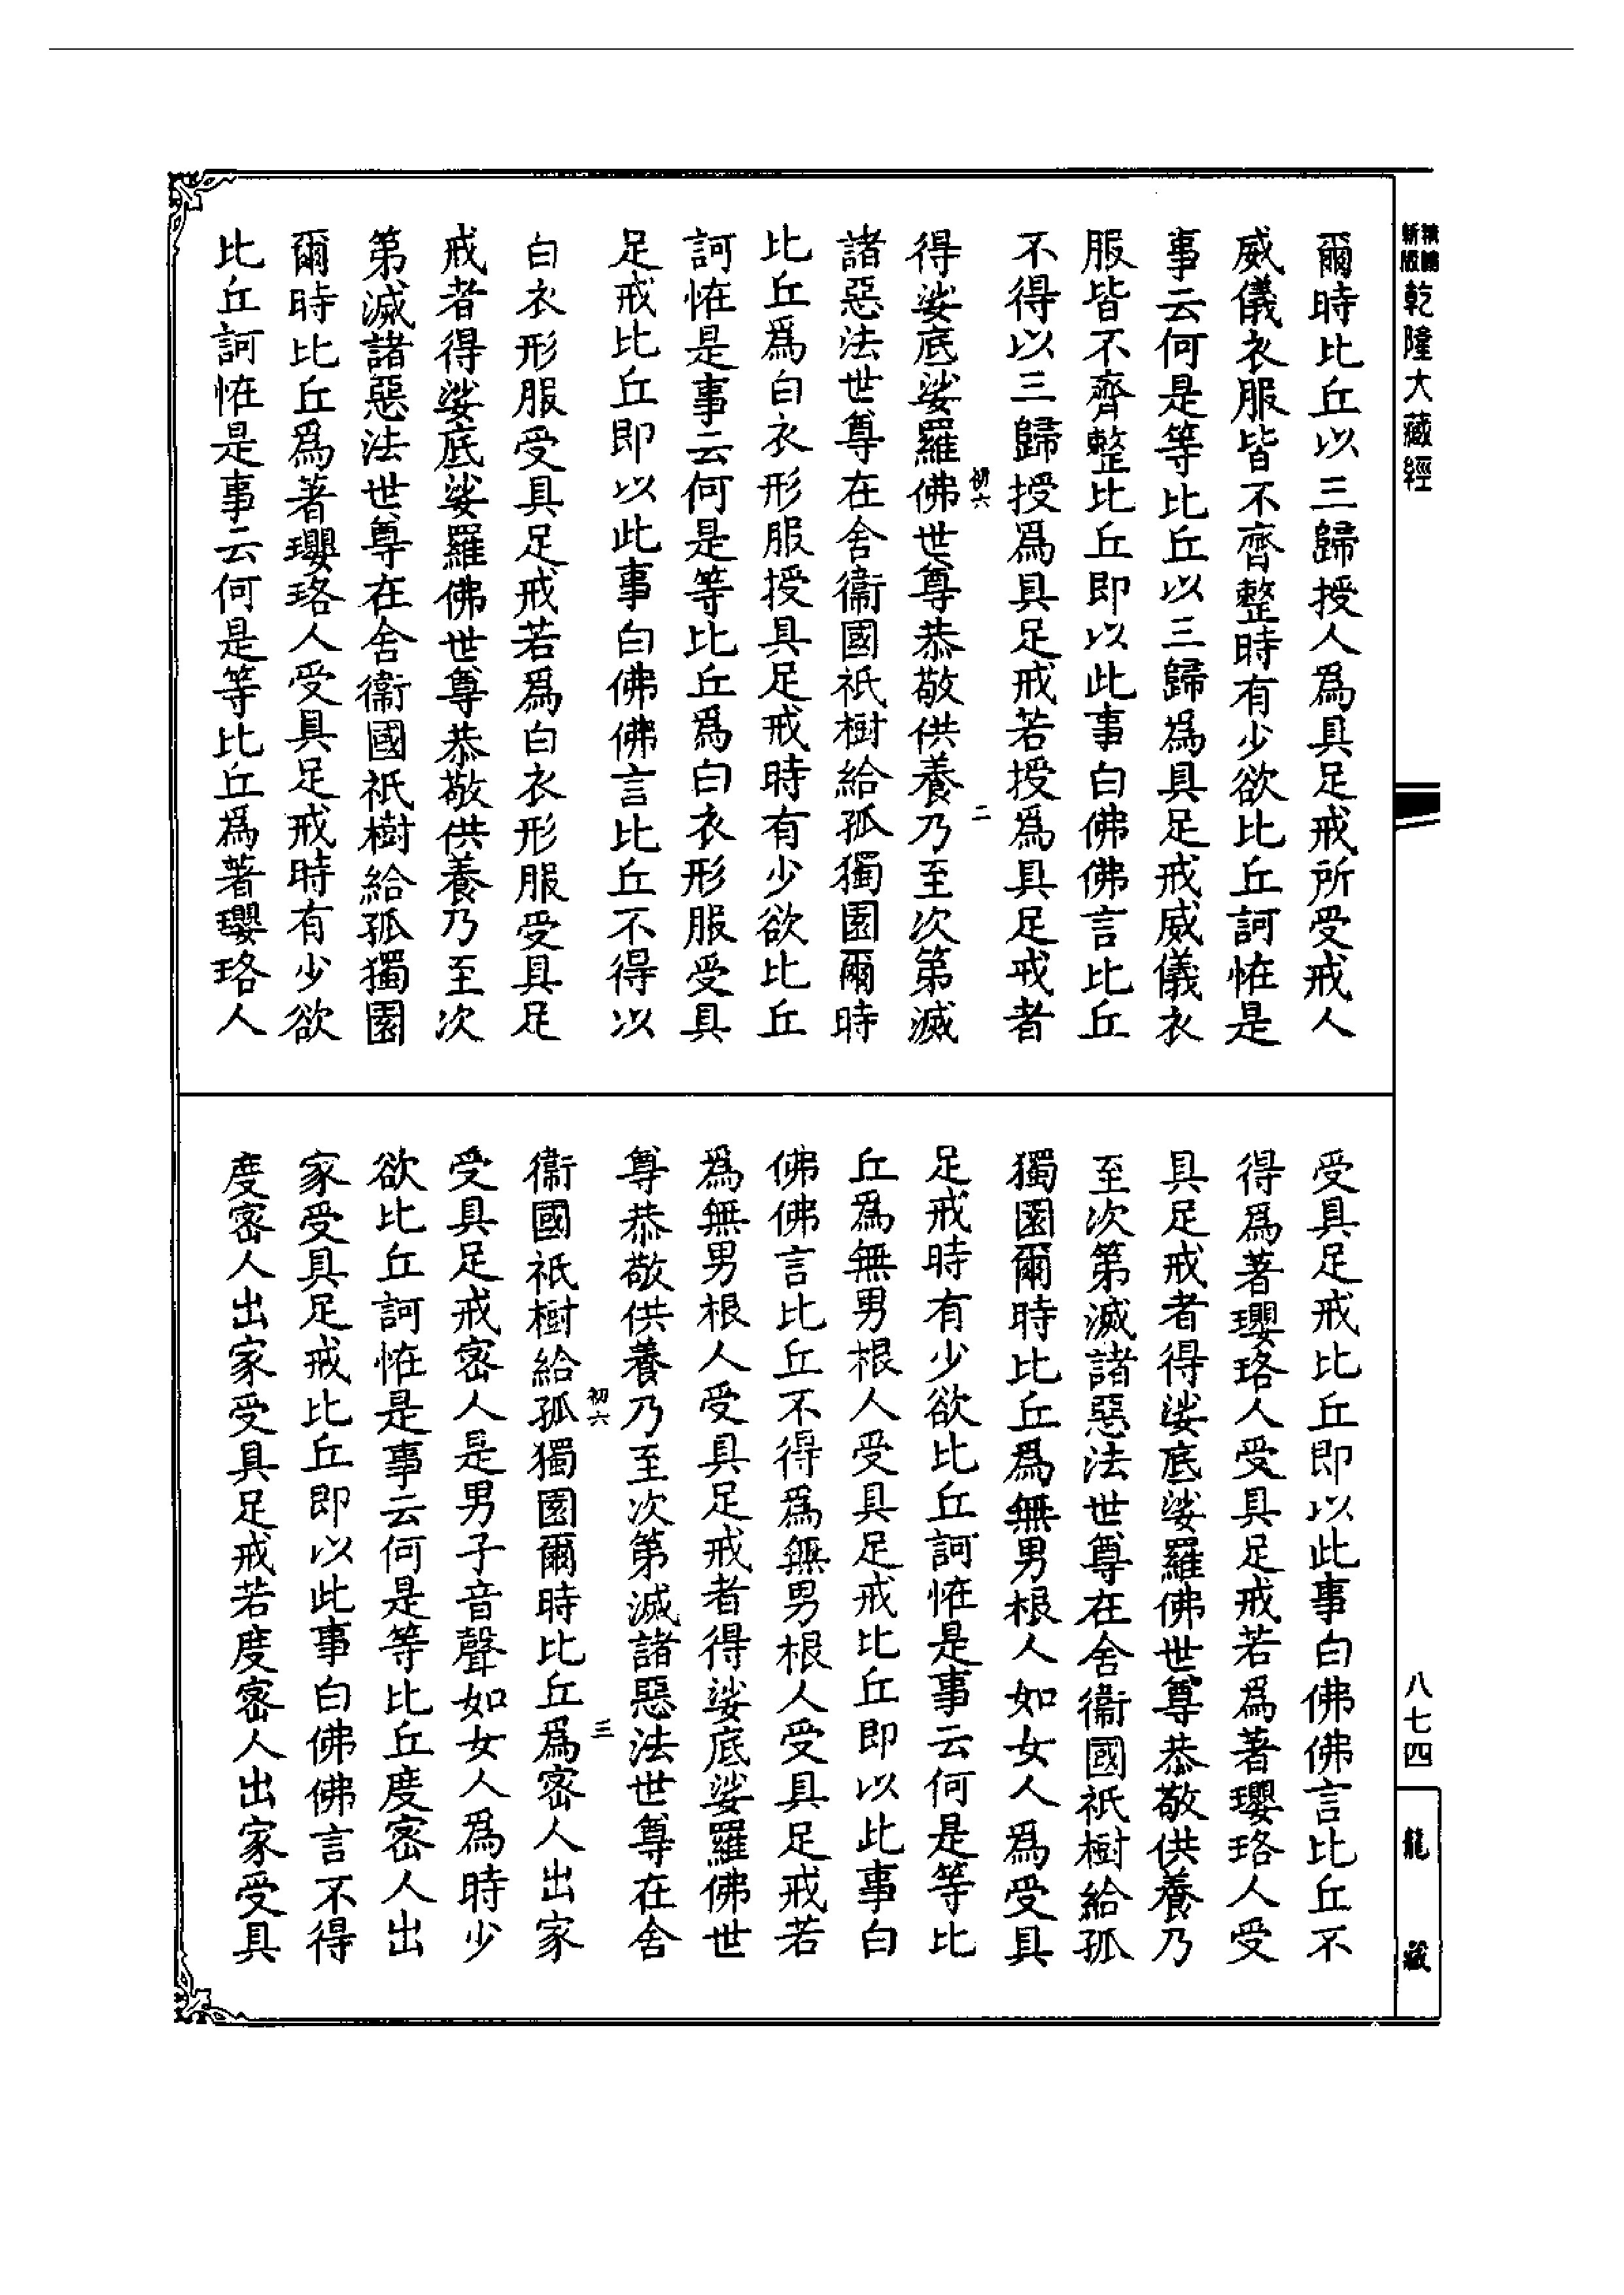 新版 精縮
乾隆大藏經
八七四
龍藏
爾時比丘以三歸授人爲具足戒所受戒人
威儀衣服皆不齊整時有少欲比丘訶恠是
事云何是等比丘以三歸爲具足戒威儀衣
服皆不齊整比丘即以此事白佛佛言比丘
不得以三歸授爲具足戒若授爲具足戒者
初六
二
得娑底娑羅佛世尊恭敬供養乃至次第滅
諸惡法世尊在舍衞國祇樹給孤獨園爾時
比丘爲白衣形服授具足戒時有少欲比丘
訶恠是事云何是等比丘爲白衣形服受具
足戒比丘即以此事白佛佛言比丘不得以
白衣形服受具足戒若爲白衣形服受具足
戒者得娑底娑羅佛世尊恭敬供養乃至次
第滅諸惡法世尊在舍衞國祇樹給孤獨園
爾時比丘爲著瓔珞人受具足戒時有少欲
比丘訶恠是事云何是等比丘爲著瓔珞人
受具足戒比丘即以此事白佛佛言比丘不
得爲著瓔珞人受具足戒若爲著瓔珞人受
具足戒者得娑底娑羅佛世尊恭敬供養乃
至次第滅諸惡法世尊在舍衞國祇樹給孤
獨園爾時比丘爲無男根人如女人爲受具
足戒時有少欲比丘訶恠是事云何是等比
丘爲無男根人受具足戒比丘即以此事白
佛佛言比丘不得爲無男根人受具足戒若
爲無男根人受具足戒者得娑底娑羅佛世
尊恭敬供養乃至次第滅諸惡法世尊在舍
初六
三
衞國祇樹給孤獨園爾時比丘爲密人出家
受具足戒密人是男子音聲如女人爲時少
欲比丘訶恠是事云何是等比丘度密人出
家受具足戒比丘即以此事白佛佛言不得
度密人出家受具足戒若度密人出家受具